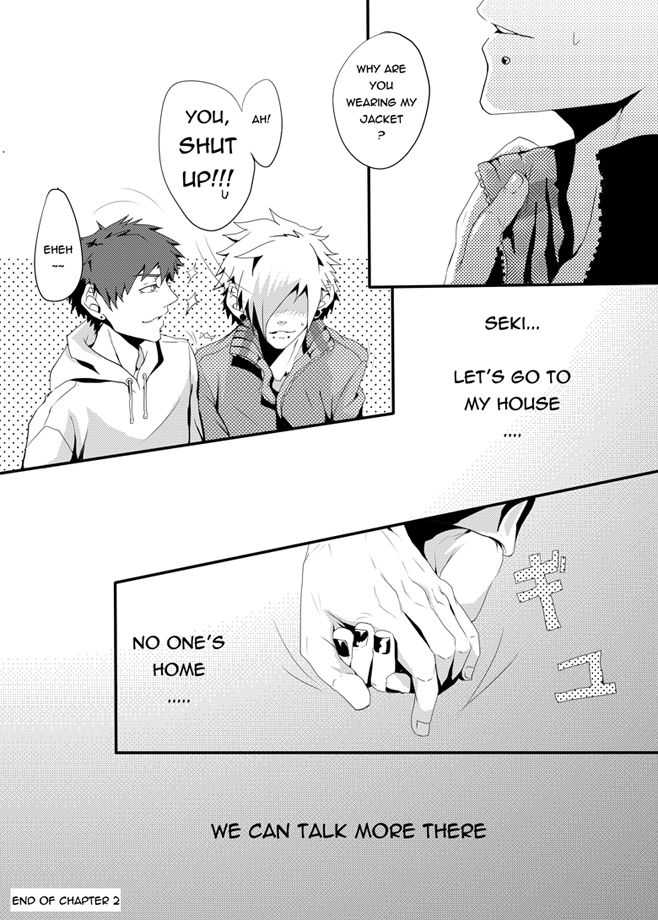 WHY ARE
YOU
WEARING MY
JACKET
?
AH!
YOU,
SHUT
UP!!!
EHEH
~~
SEKI...
LET'S GO TO
MY HOUSE
....
ギュ
NO ONE'S
HOME
.....
WE CAN TALK MORE THERE
END OF CHAPTER 2